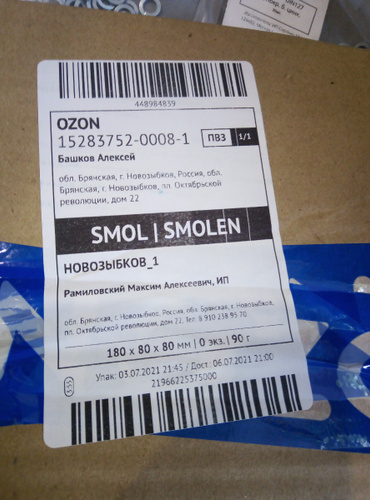 448984839
OZON
15283752-0008-1 ПВЗ 1/1
Башков Алексей
обл. Брянская, г. Новозыбков, Россия, обл.
Брянская, г. Новозыбков, пл. Октябрьской
революции, дом 22
SMOL | SMOLEN
НОВОЗЫБКОВ_1
Рамиловский Максим Алексеевич, ИП
обл. Брянская, г. Новозыбков, Россия, обл. Брянская, г. Новозыбков,
пл. Октябрьской революции, дом 22, Тел: 8 910 238 95 70
180 x 80 x 80 мм | 0 экз. | 90 г
Упак: 03.07.2021 21:45 / Дост: 06.07.2021 21:00
21966225375000